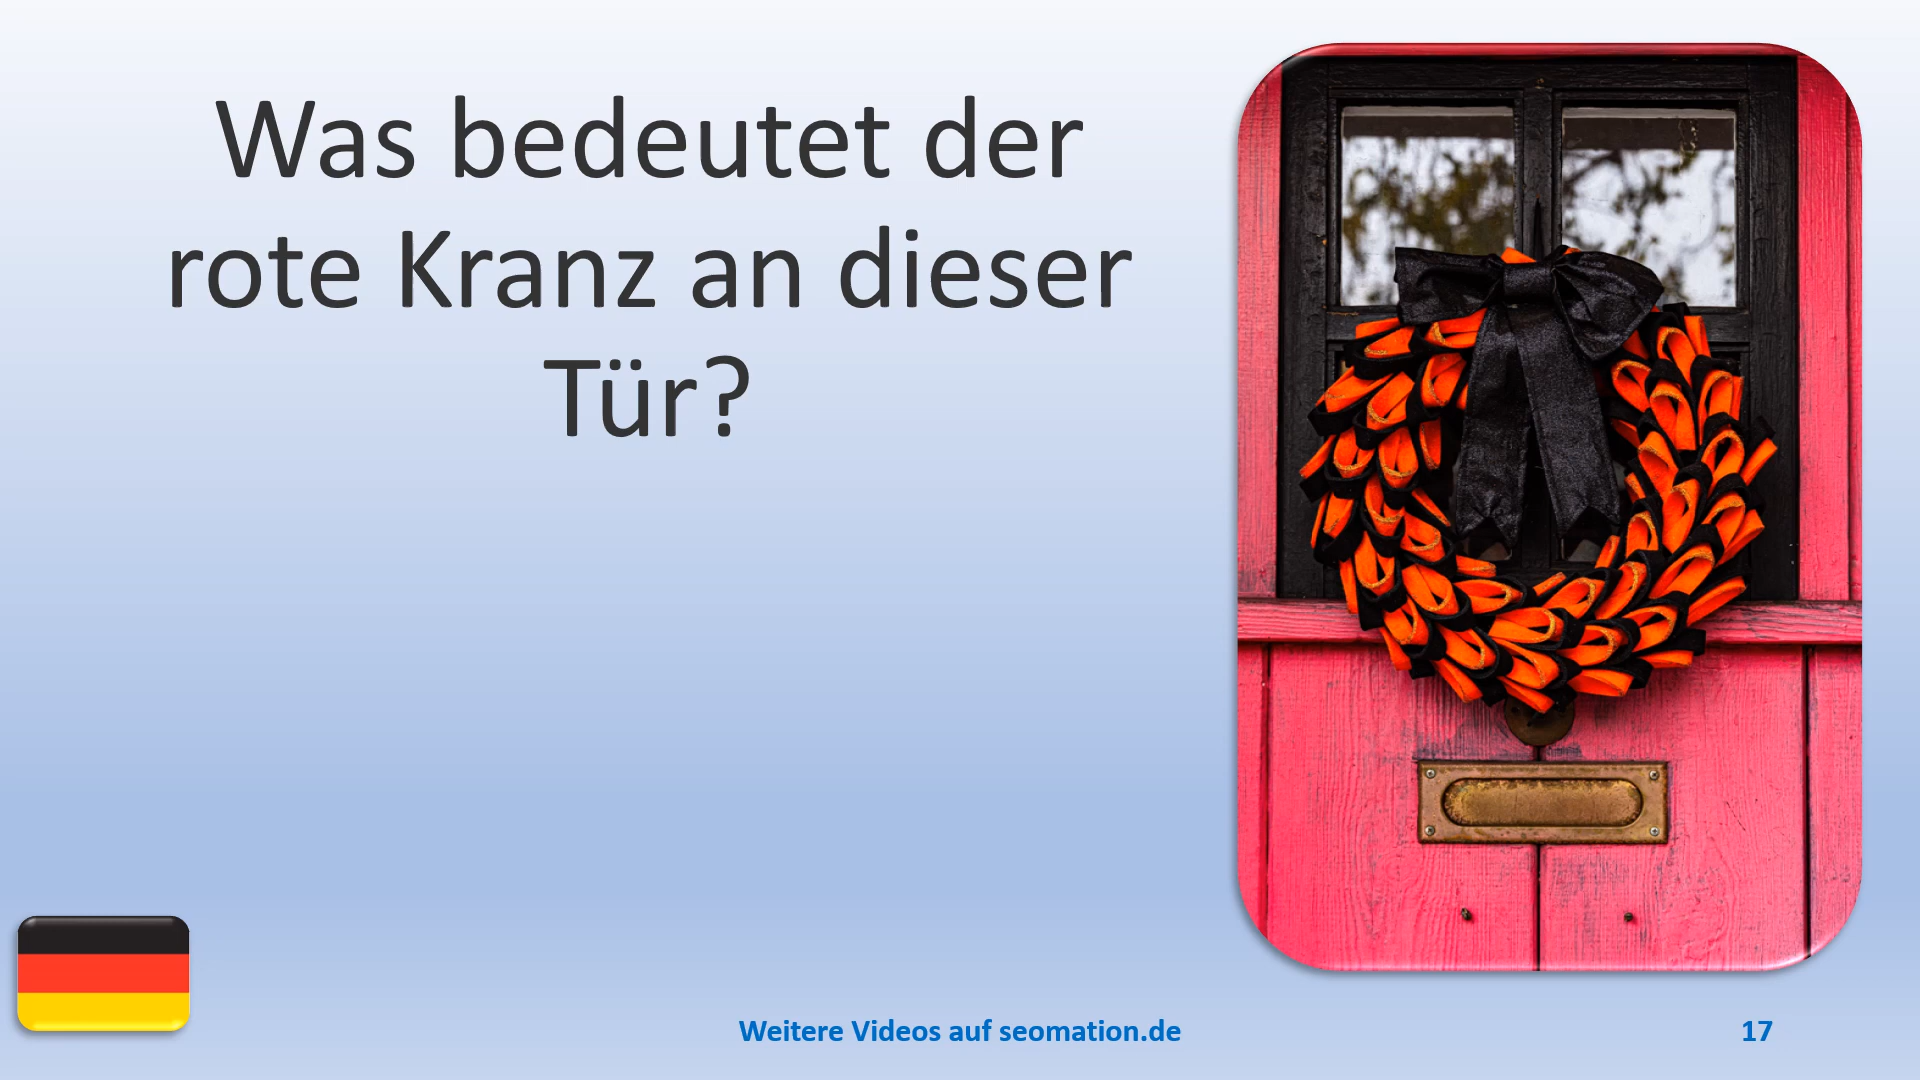 Was bedeutet der
rote Kranz an dieser
Tür?
Weitere Videos auf seomation.de
17